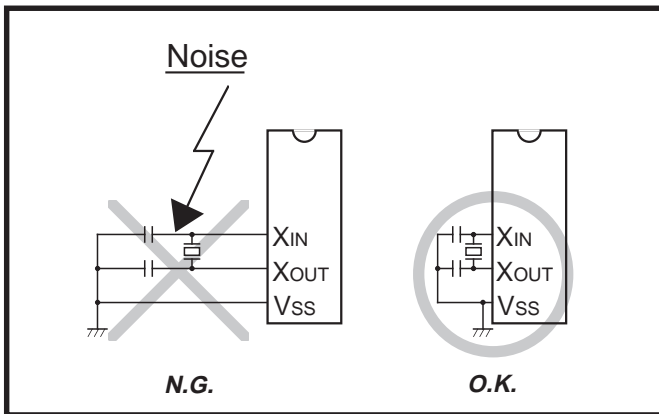 Noise
XIN
XOUT
VSS
XIN
XOUT
VSS
N.G.
O.K.